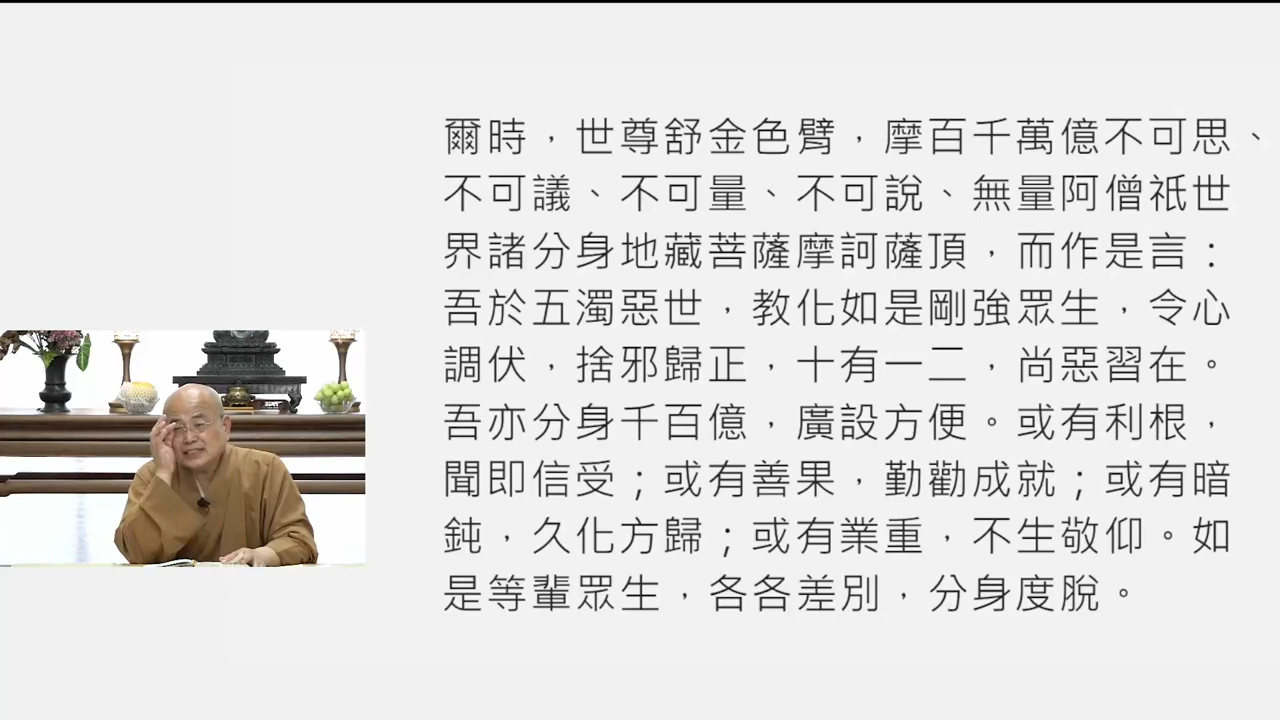 爾時，世尊舒金色臂，摩百千萬億不可思、
不可議、不可量、不可說、無量阿僧祇世
界諸分身地藏菩薩摩訶薩頂，而作是言：
吾於五濁惡世，教化如是剛強眾生，令心
調伏，捨邪歸正，十有一二，尚惡習在。
吾亦分身千百億，廣設方便。或有利根，
聞即信受；或有善果，勤勸成就；或有暗
鈍，久化方歸；或有業重，不生敬仰。如
是等輩眾生，各各差別，分身度脫。